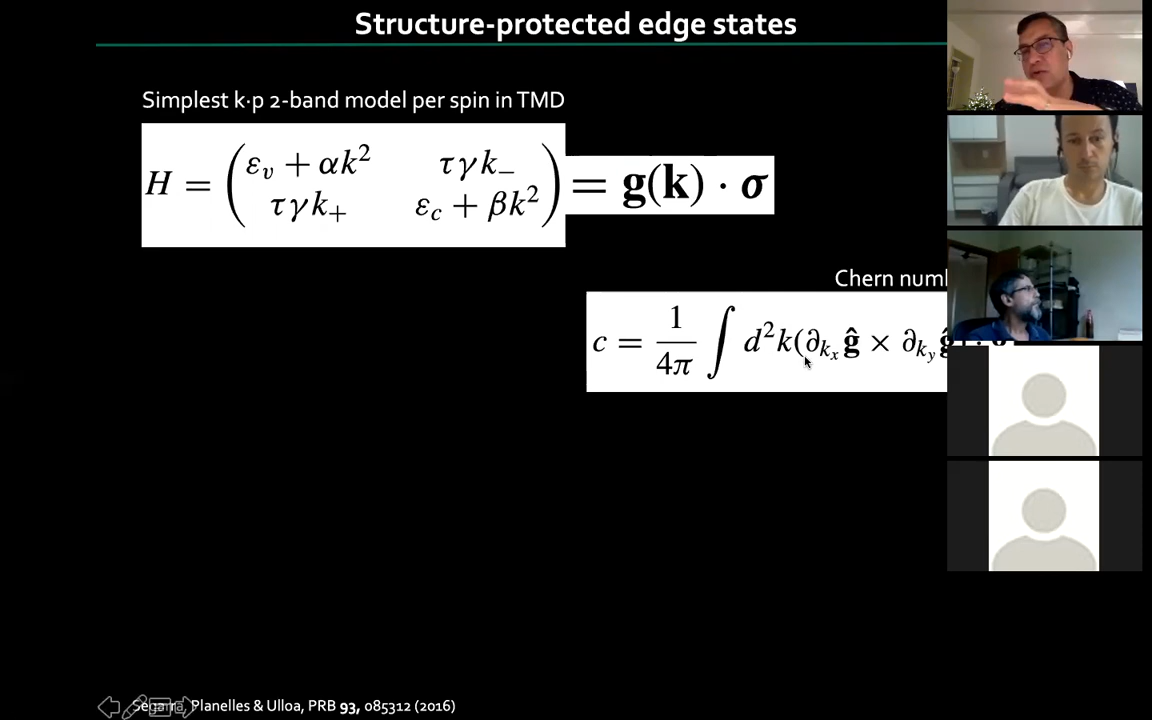 Structure-protected edge states
Simplest k·p 2-band model per spin in TMD
H = ( ε_v + αk² τγk₋
τγk₊ ε_c + βk² ) = g(k) · σ
Chern num
c = 1/4π ∫ d²k(∂_{k_x} ĝ × ∂_{k_y}
Planelles & Ulloa, PRB 93, 085312 (2016)